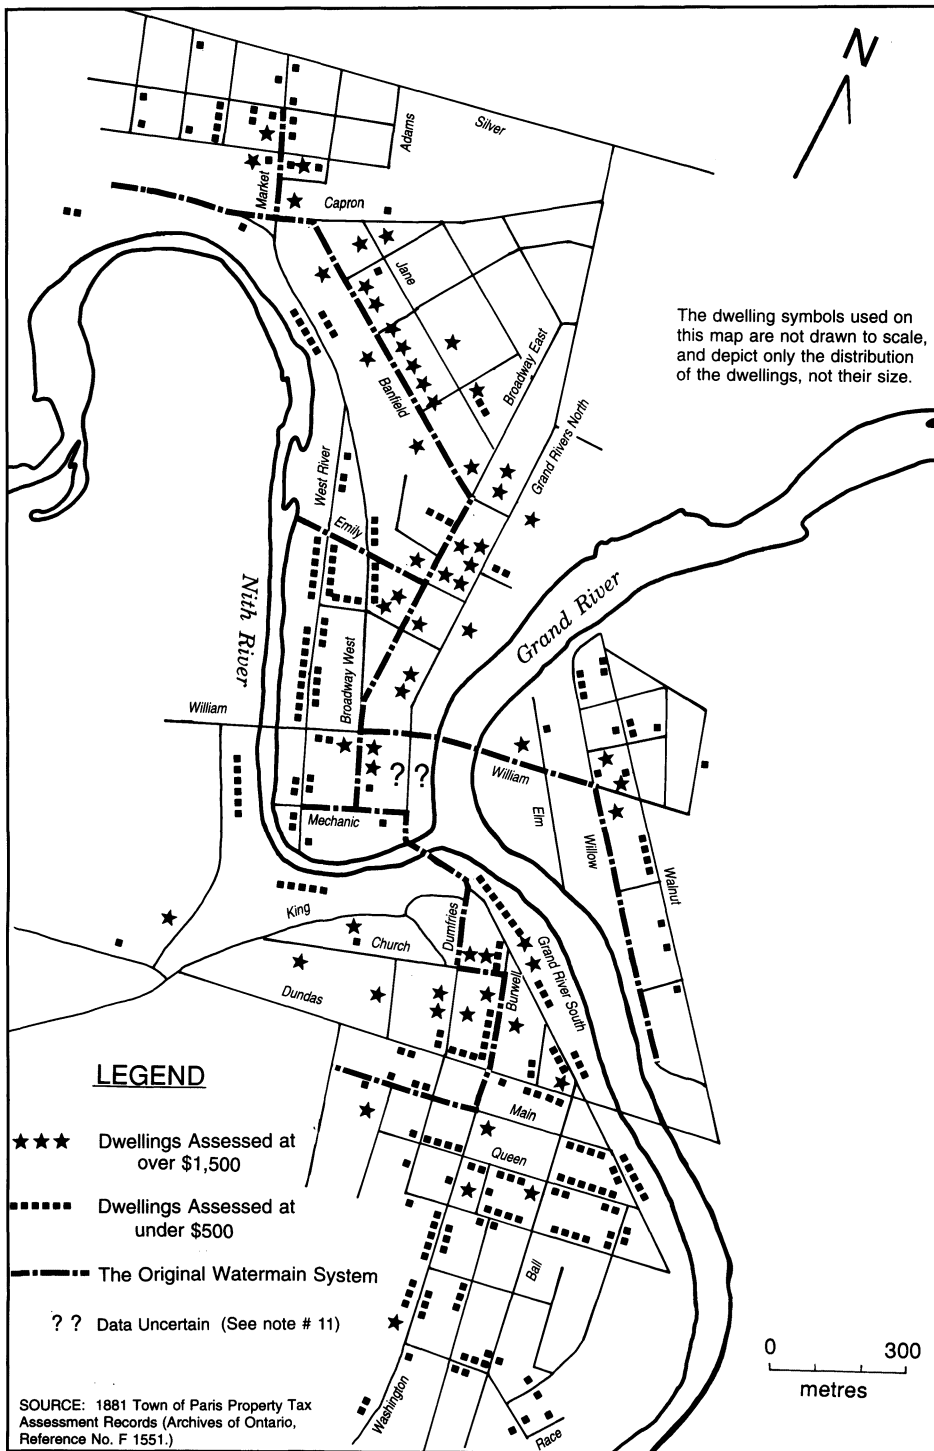 N
Silver
Adams
Market
Capron
Jane
The dwelling symbols used on
this map are not drawn to scale,
and depict only the distribution
of the dwellings, not their size.
Broadway East
Banfield
Grand Rivers North
West River
Emily
Nith River
Grand River
Broadway West
William
? ?
William
Elm
Mechanic
Willow
Walnut
King
Dumfries
Church
Grand River South
Burwell
Dundas
LEGEND
Main
Dwellings Assessed at
over $1,500
Queen
Dwellings Assessed at
under $500
The Original Watermain System
Ball
? ? Data Uncertain (See note # 11)
0 300
metres
Washington
Race
SOURCE: 1881 Town of Paris Property Tax
Assessment Records (Archives of Ontario,
Reference No. F 1551.)